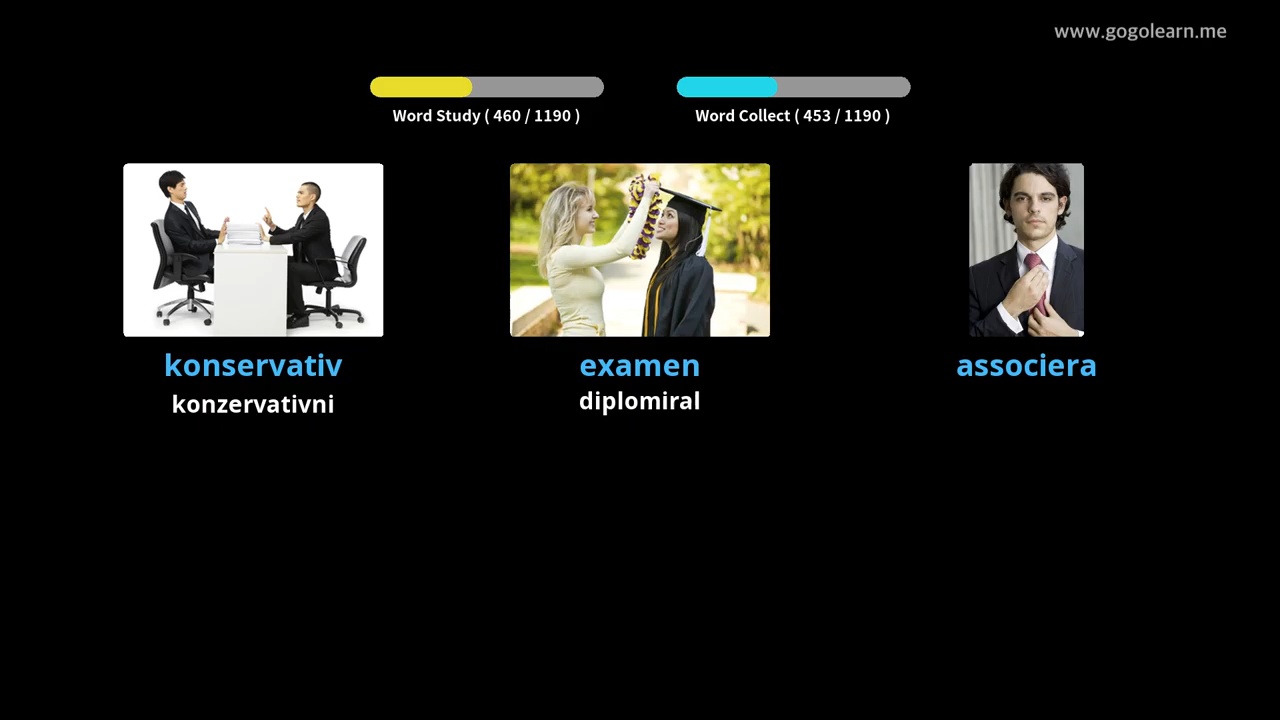 www.gogolearn.me
Word Study ( 460 / 1190 )
Word Collect ( 453 / 1190 )
konservativ
examen
associera
konzervativni
diplomiral